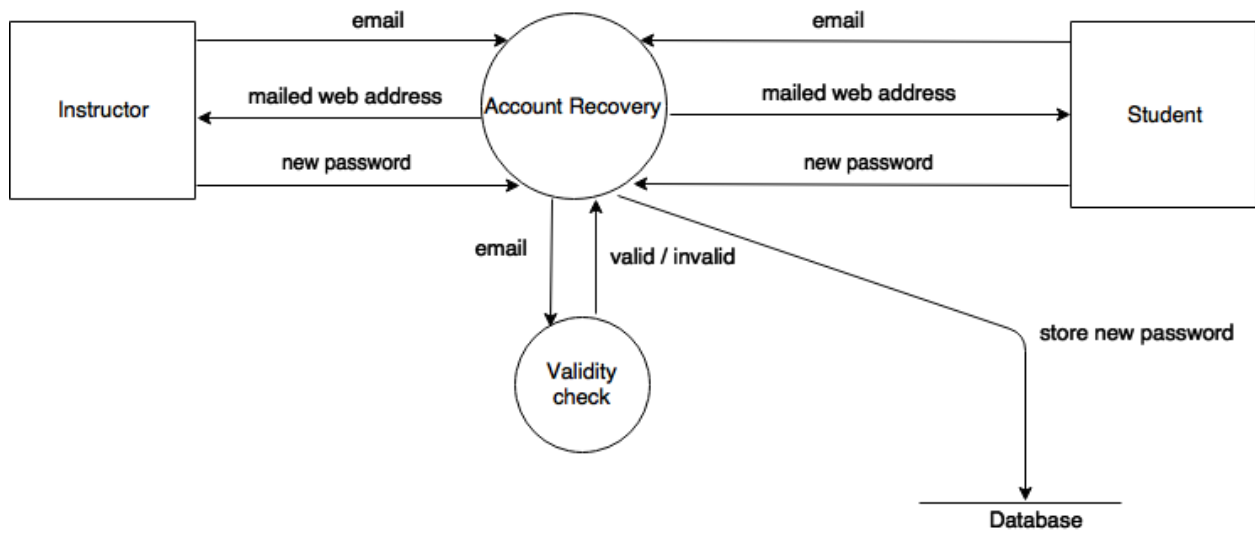 email
email
Instructor
mailed web address
Account Recovery
mailed web address
Student
new password
new password
email
valid / invalid
store new password
Validity
check
Database